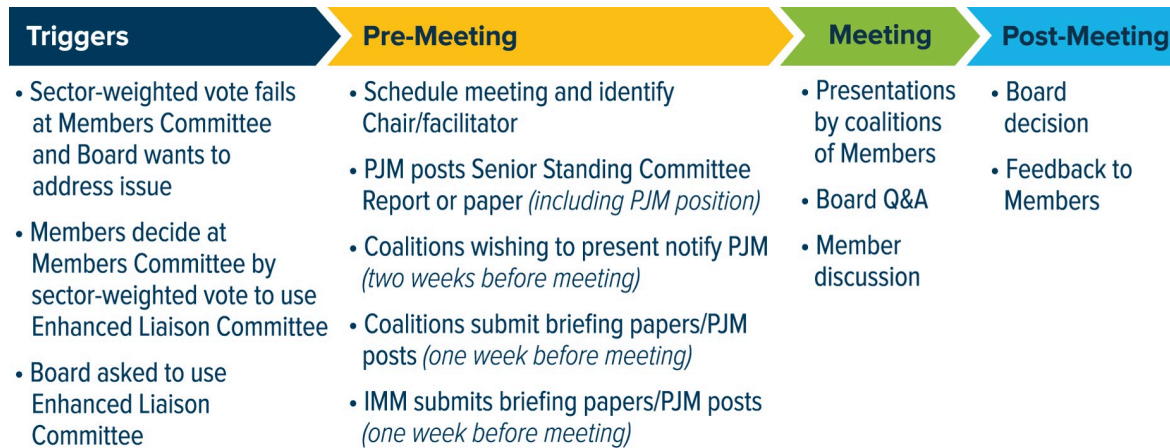 Triggers
• Sector-weighted vote fails
at Members Committee
and Board wants to
address issue
• Members decide at
Members Committee by
sector-weighted vote to use
Enhanced Liaison Committee
• Board asked to use
Enhanced Liaison
Committee
Pre-Meeting
• Schedule meeting and identify
Chair/facilitator
• PJM posts Senior Standing Committee
Report or paper (including PJM position)
• Coalitions wishing to present notify PJM
(two weeks before meeting)
• Coalitions submit briefing papers/PJM
posts (one week before meeting)
• IMM submits briefing papers/PJM posts
(one week before meeting)
Meeting
• Presentations
by coalitions
of Members
• Board Q&A
• Member
discussion
Post-Meeting
• Board
decision
• Feedback to
Members